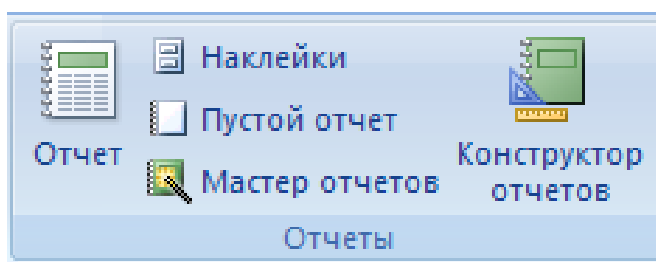 Отчет
Наклейки
Пустой отчет
Мастер отчетов
Конструктор
отчетов
Отчеты